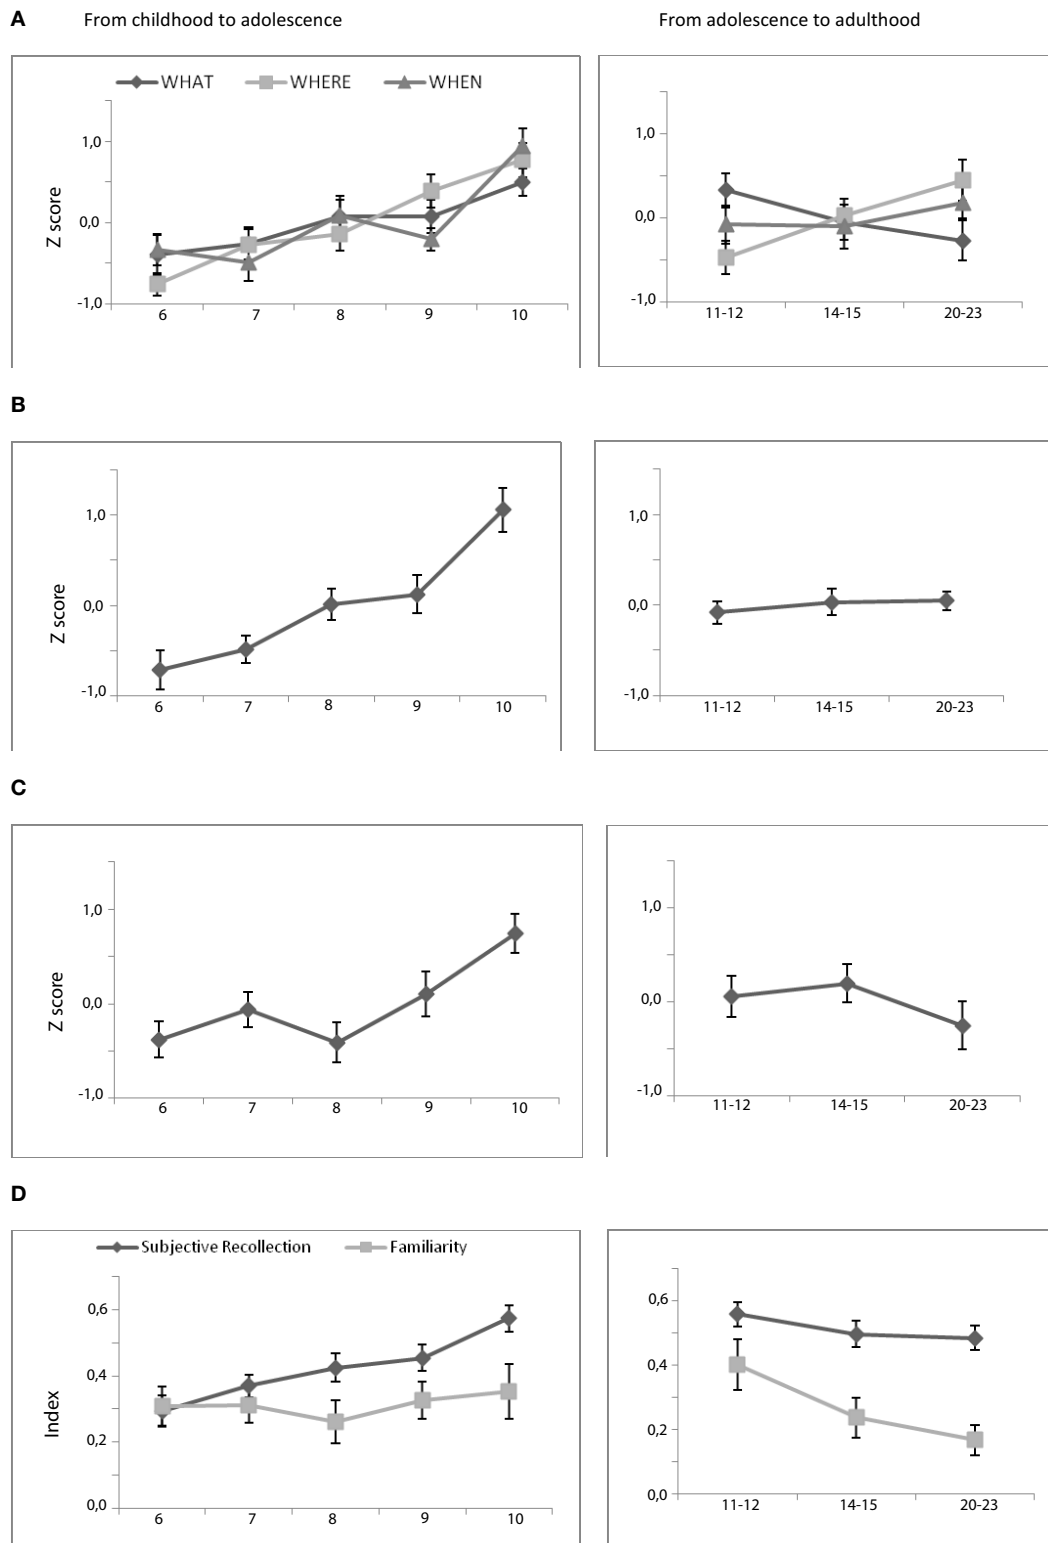 A
From childhood to adolescence
From adolescence to adulthood
WHAT WHERE WHEN
Z score
1,0
0,0
-1,0
6 7 8 9 10
1,0
0,0
-1,0
11-12 14-15 20-23
B
Z score
1,0
0,0
-1,0
6 7 8 9 10
1,0
0,0
-1,0
11-12 14-15 20-23
C
Z score
1,0
0,0
-1,0
6 7 8 9 10
1,0
0,0
-1,0
11-12 14-15 20-23
D
Subjective Recollection Familiarity
Index
0,6
0,4
0,2
0,0
6 7 8 9 10
0,6
0,4
0,2
0,0
11-12 14-15 20-23